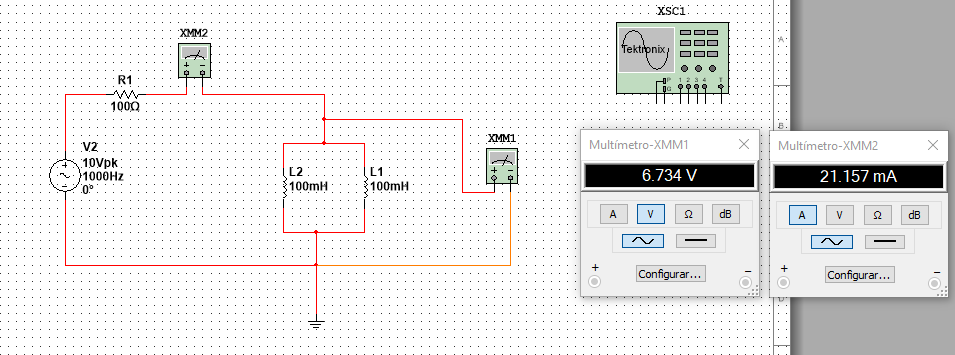 XSC1
Tektronix
P
G
1 2 3 4
T
A
XMM2
R1
100Ω
V2
10Vpk
1000Hz
0°
L2
100mH
L1
100mH
XMM1
B
Multímetro-XMM1
6.734 V
A V Ω dB
+
Configurar...
−
Multímetro-XMM2
21.157 mA
A V Ω dB
+
Configurar...
−